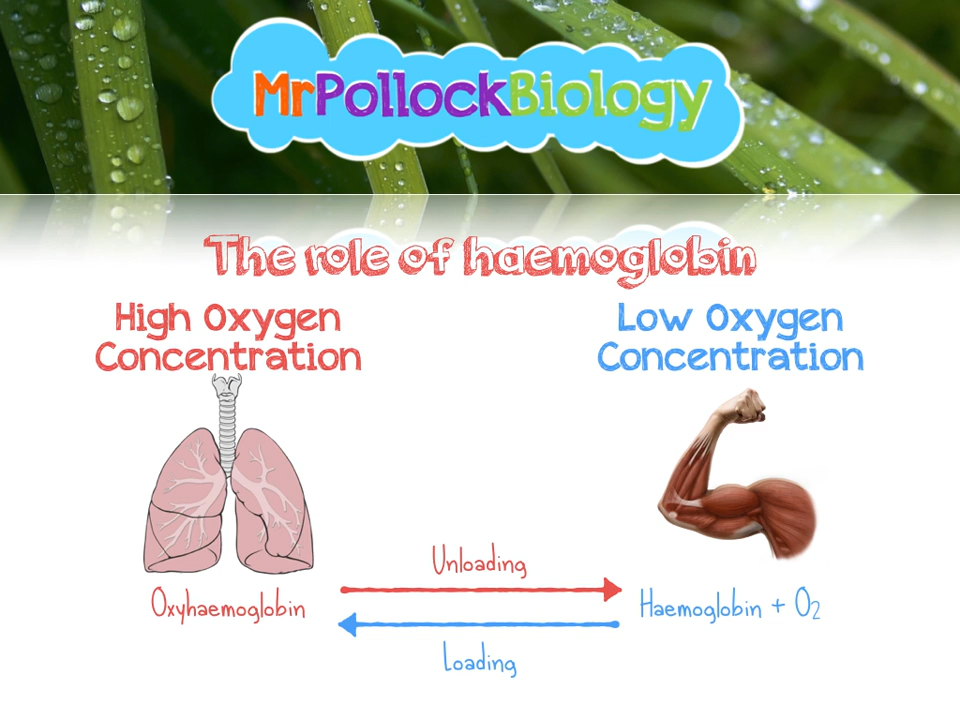 MrPollockBiology
The role of haemoglobin
High Oxygen
Concentration
Low Oxygen
Concentration
Unloading
Oxyhaemoglobin
Haemoglobin + O₂
Loading